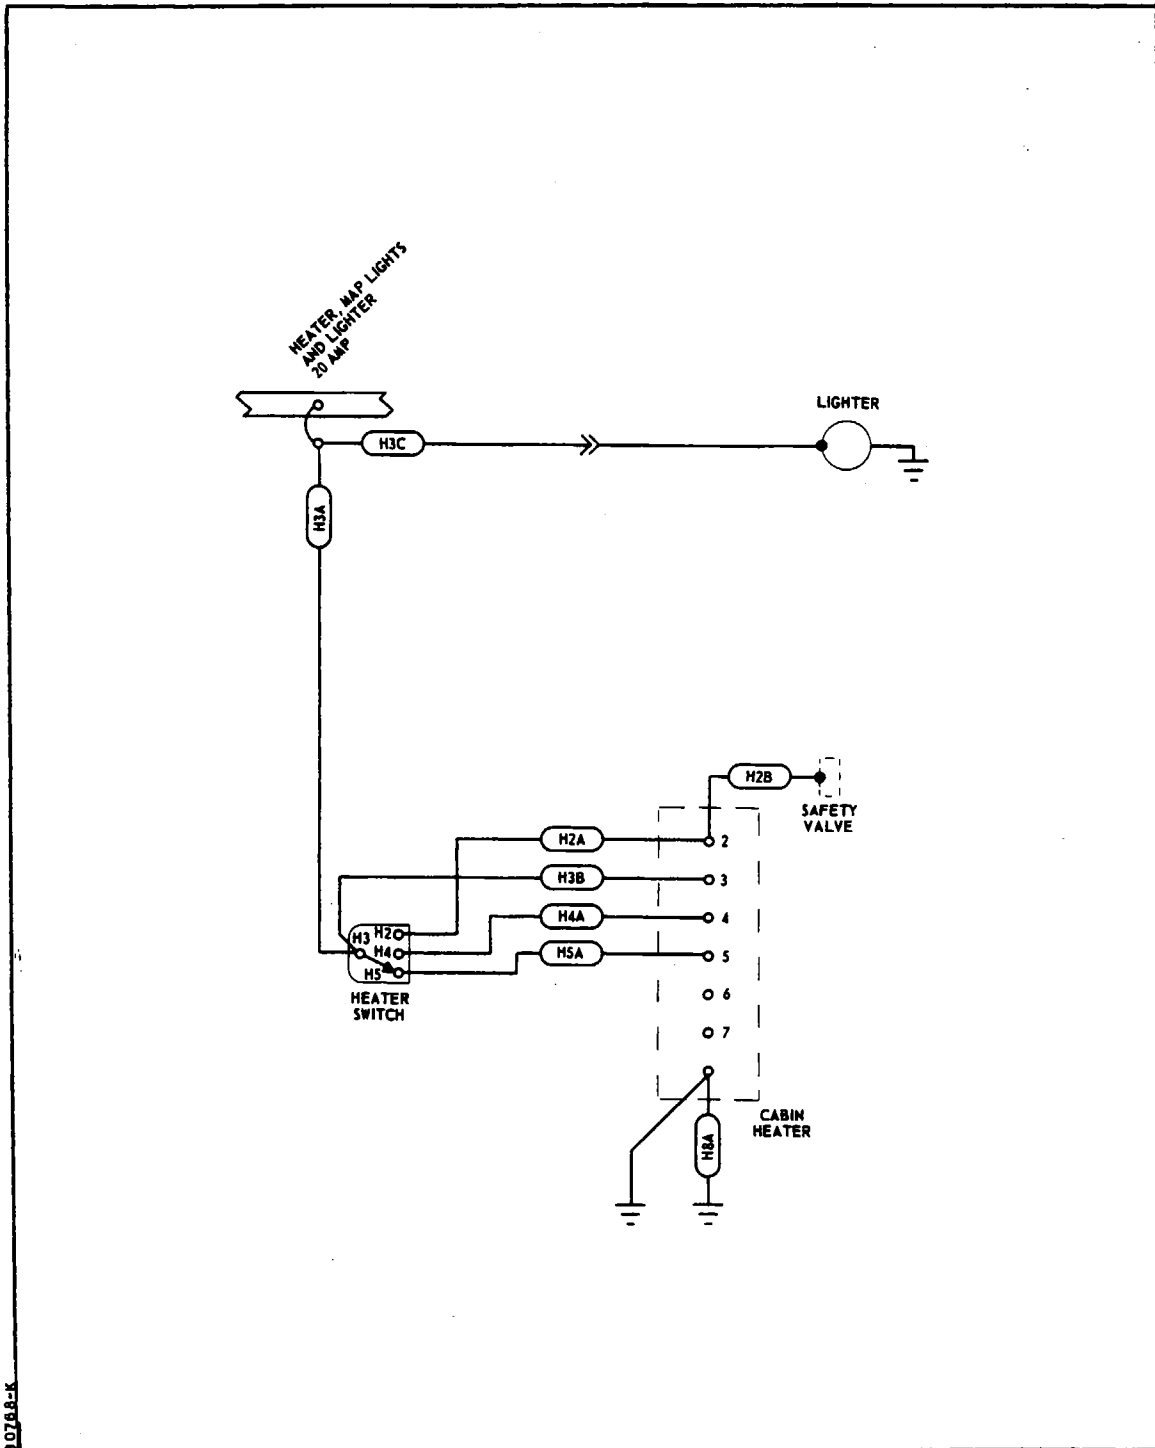 HEATER, MAP LIGHTS
AND LIGHTER
20 AMP
LIGHTER
H3C
H3A
H2B
SAFETY
VALVE
H2A
2
H3B
3
H4A
4
H5A
5
6
7
H3
H2
H4
H5
HEATER
SWITCH
CABIN
HEATER
H8A